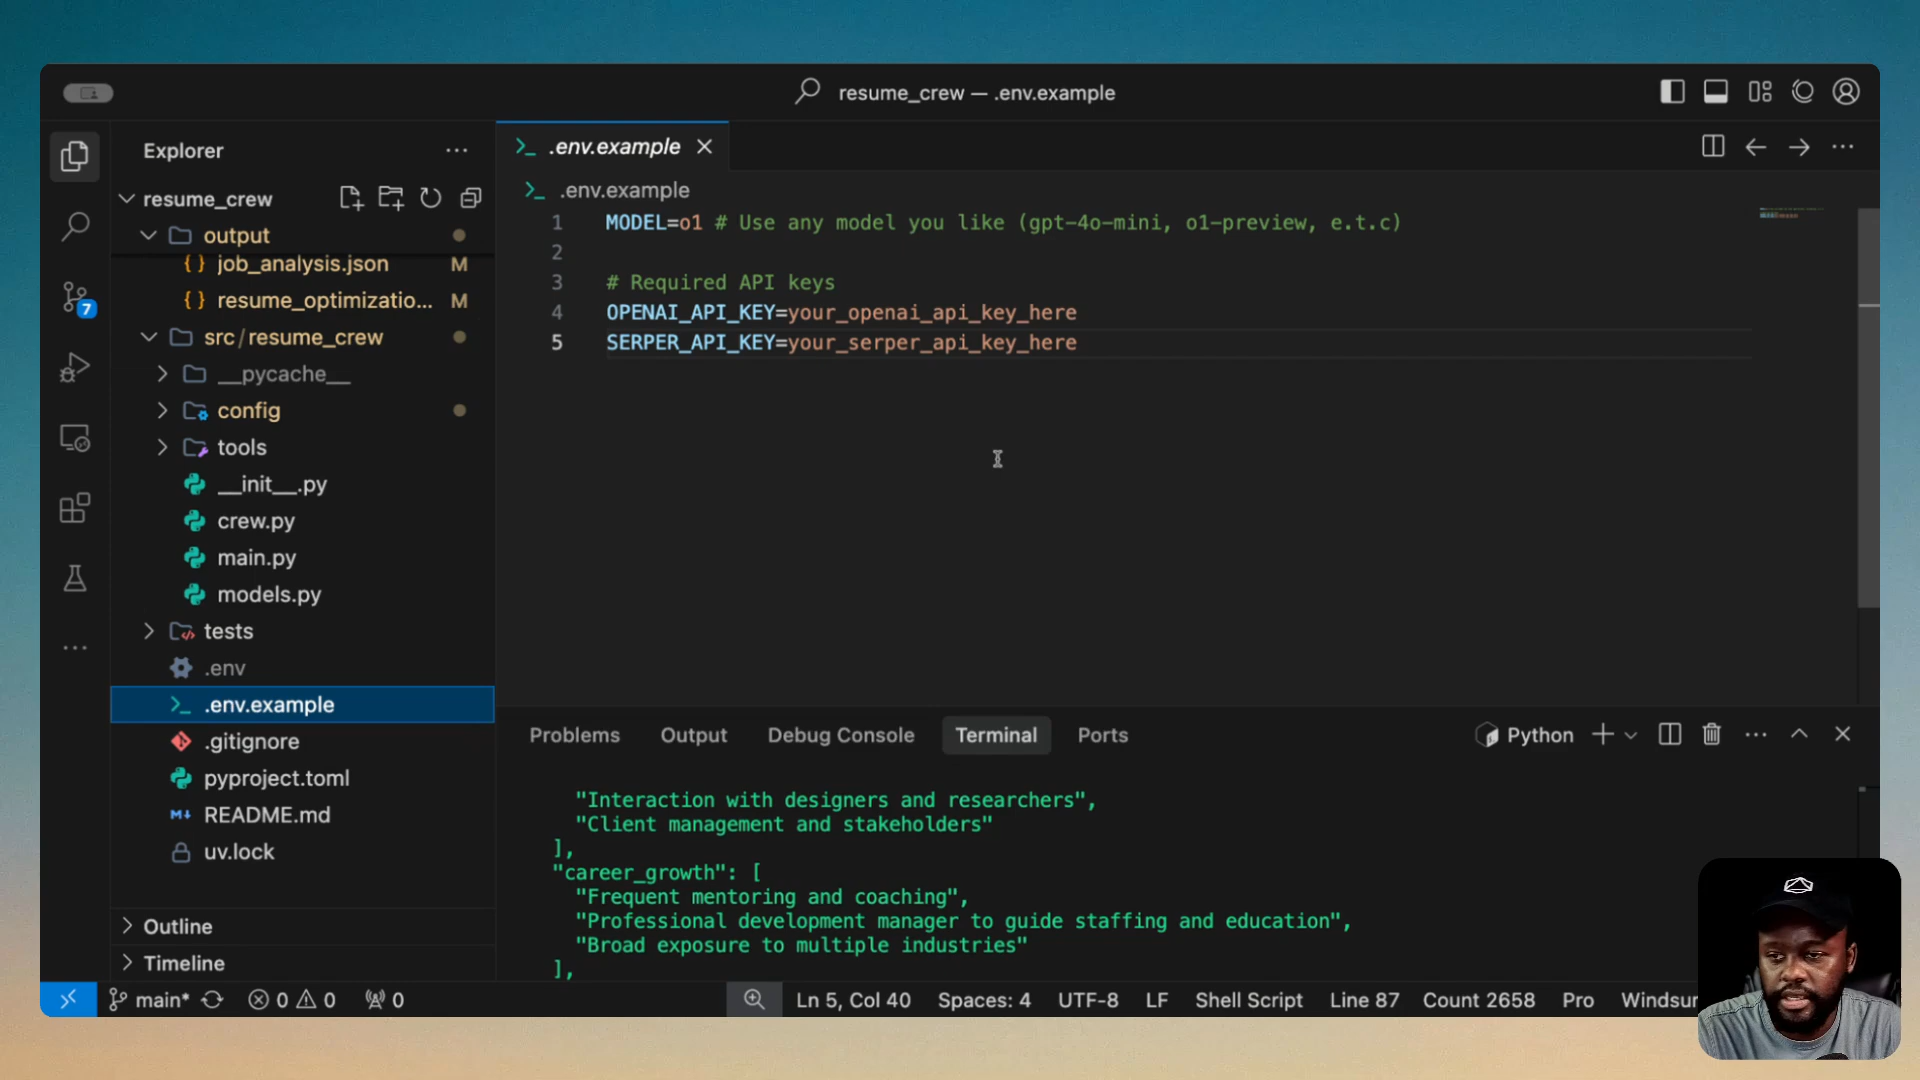 resume_crew — .env.example
Explorer
resume_crew
output
job_analysis.json M
resume_optimizatio... M
src/resume_crew
__pycache__
config
tools
__init__.py
crew.py
main.py
models.py
tests
.env
.env.example
.gitignore
pyproject.toml
README.md
uv.lock
Outline
Timeline
7
.env.example
.env.example
1 MODEL=o1 # Use any model you like (gpt-4o-mini, o1-preview, e.t.c)
2
3 # Required API keys
4 OPENAI_API_KEY=your_openai_api_key_here
5 SERPER_API_KEY=your_serper_api_key_here
Problems Output Debug Console Terminal Ports Python
"Interaction with designers and researchers",
"Client management and stakeholders"
],
"career_growth": [
"Frequent mentoring and coaching",
"Professional development manager to guide staffing and education",
"Broad exposure to multiple industries"
],
main* 0 0 0 Ln 5, Col 40 Spaces: 4 UTF-8 LF Shell Script Line 87 Count 2658 Pro Windsur